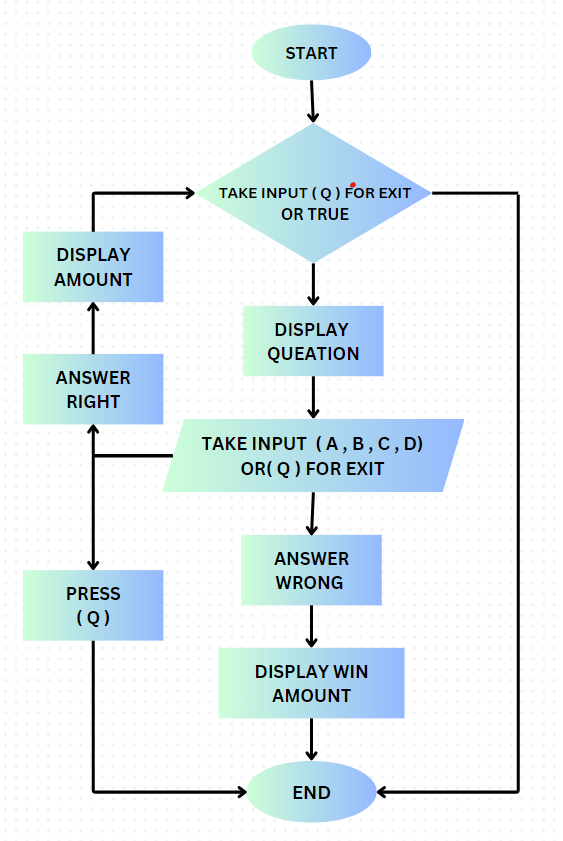 START
TAKE INPUT ( Q ) FOR EXIT
OR TRUE
DISPLAY
AMOUNT
DISPLAY
QUEATION
ANSWER
RIGHT
TAKE INPUT ( A , B , C , D)
OR( Q ) FOR EXIT
ANSWER
WRONG
PRESS
( Q )
DISPLAY WIN
AMOUNT
END